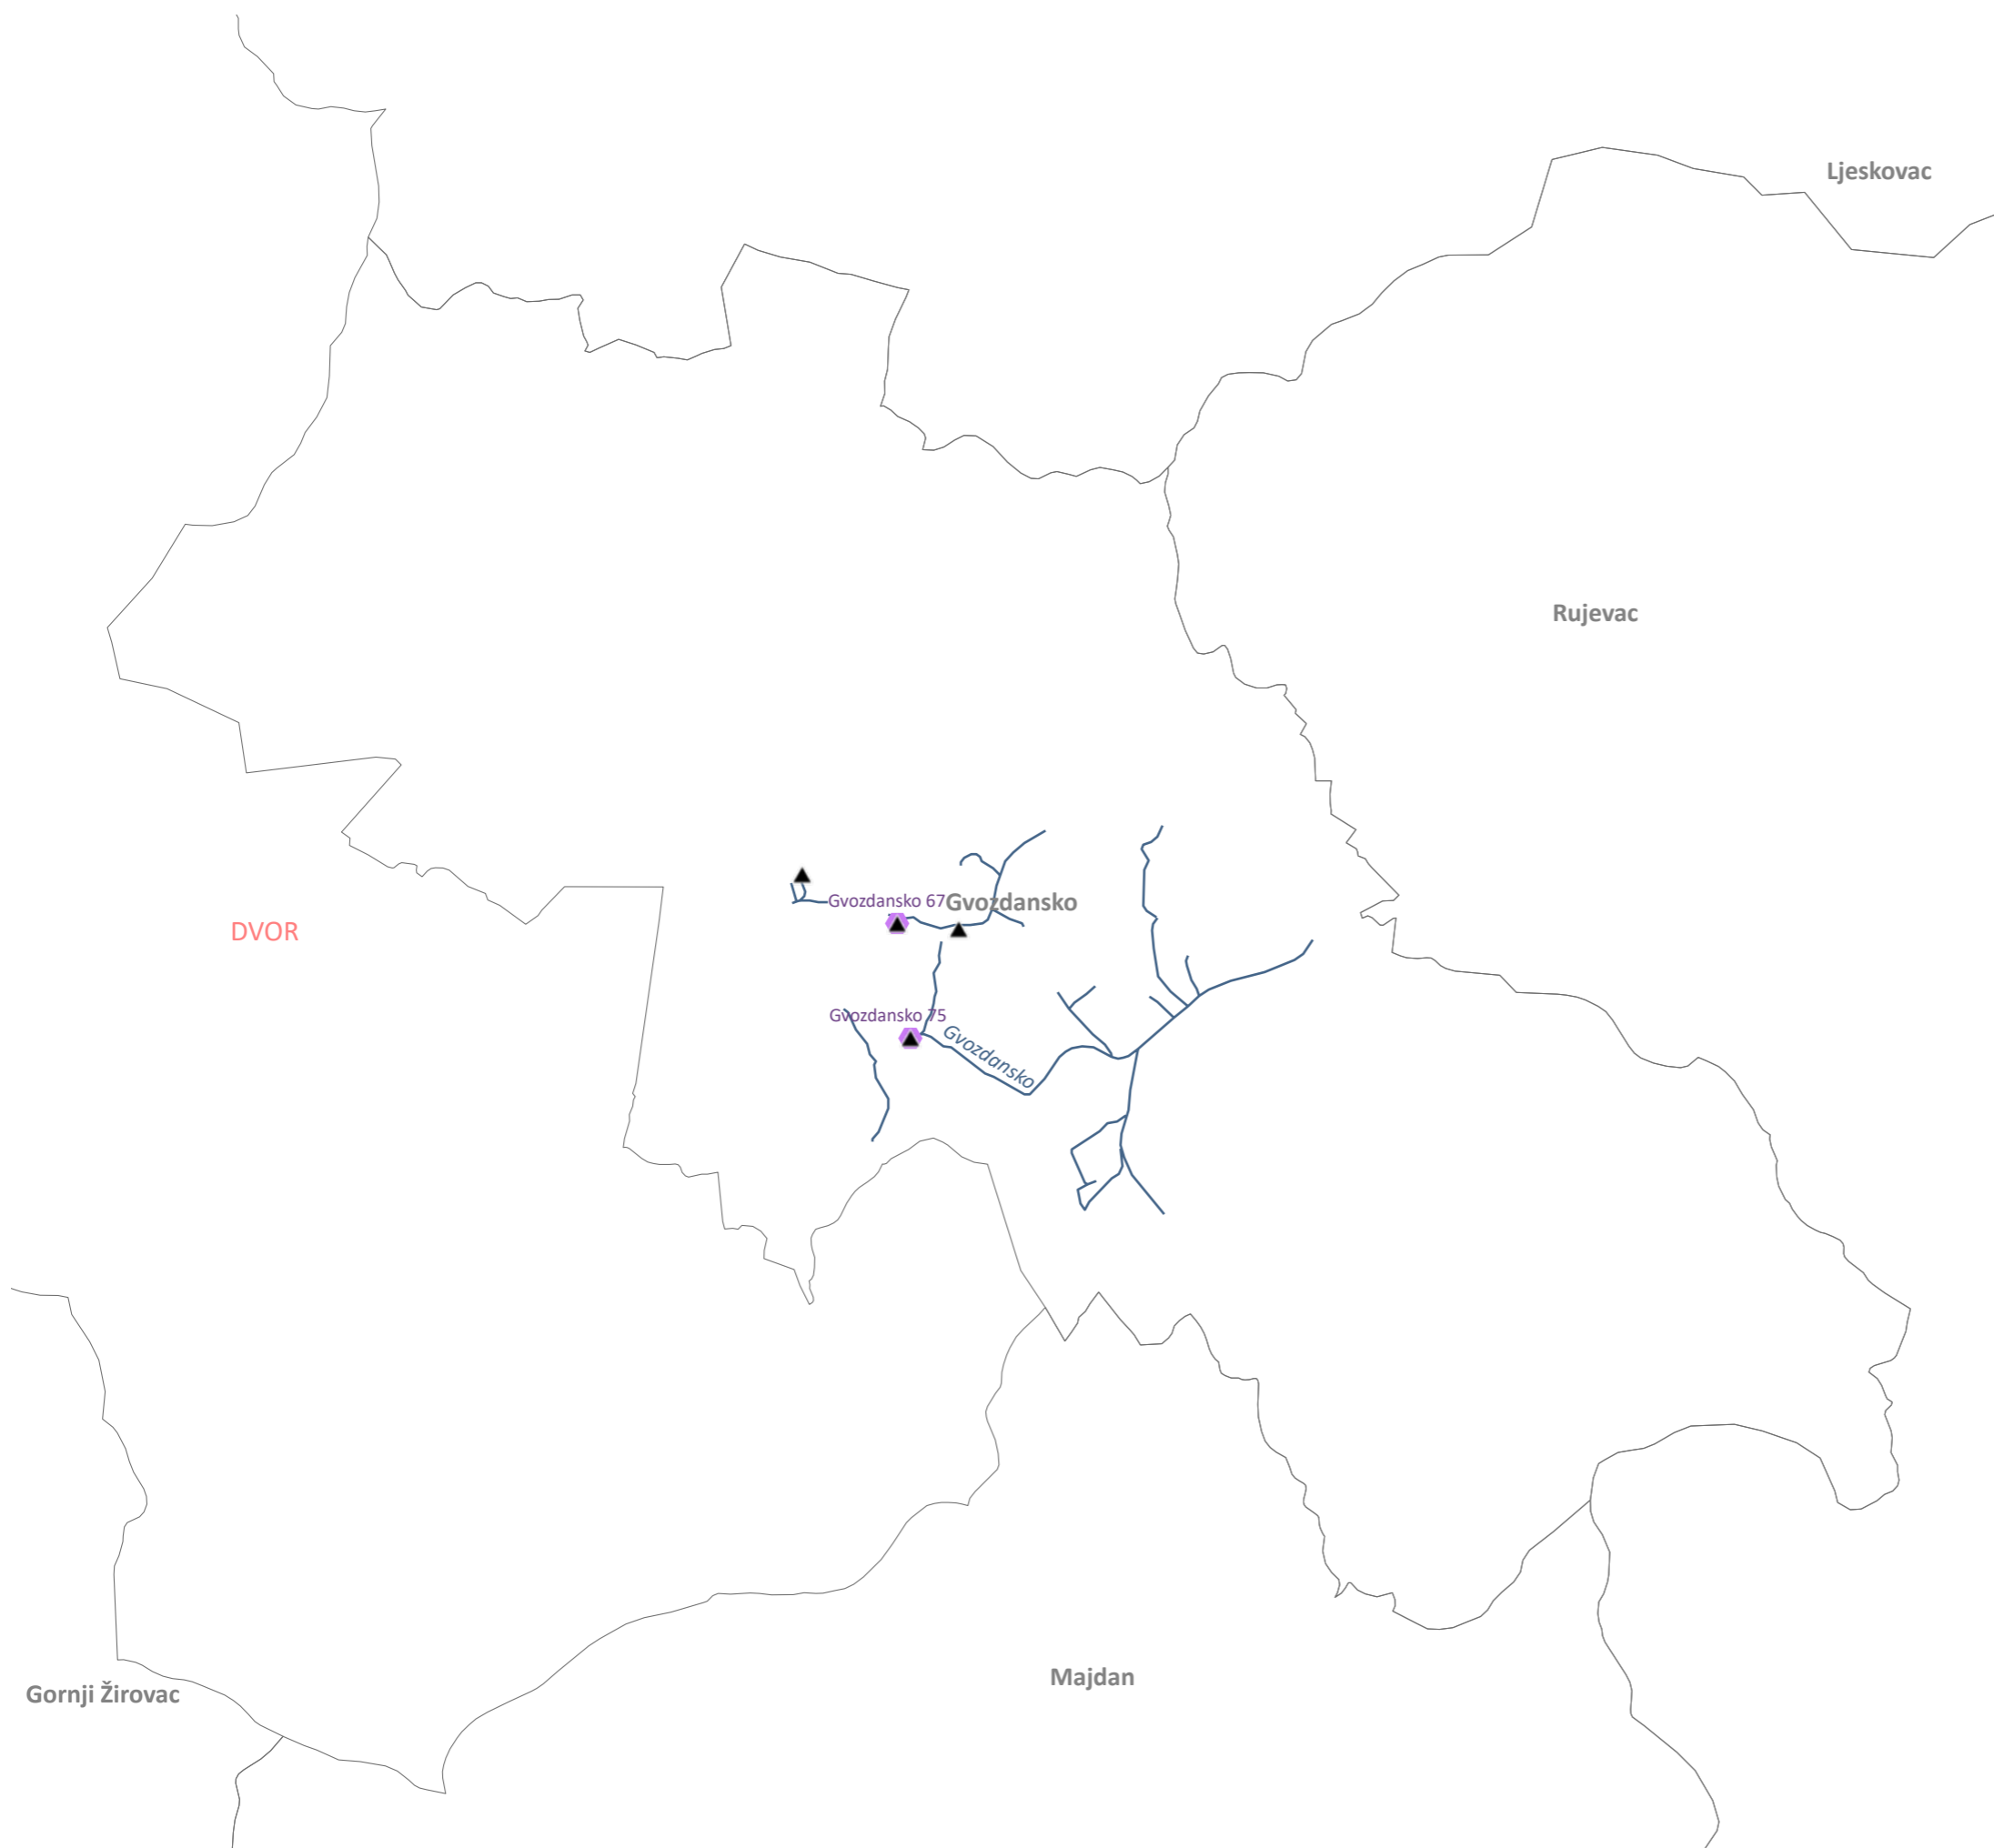 Ljeskovac
Rujevac
Gvozdansko 67
Gvozdansko
DVOR
Gvozdansko 75
Gvozdansko
Majdan
Gornji Žirovac